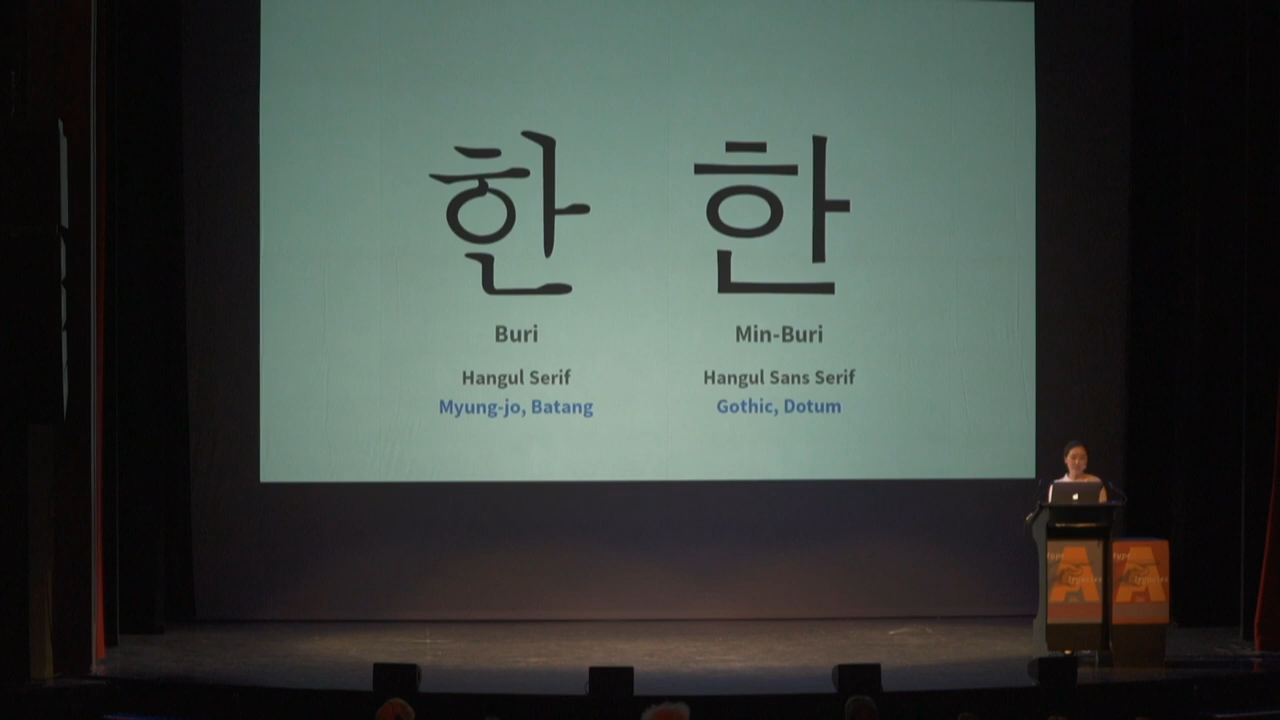 한 한
Buri Min-Buri
Hangul Serif Hangul Sans Serif
Myung-jo, Batang Gothic, Dotum
A A